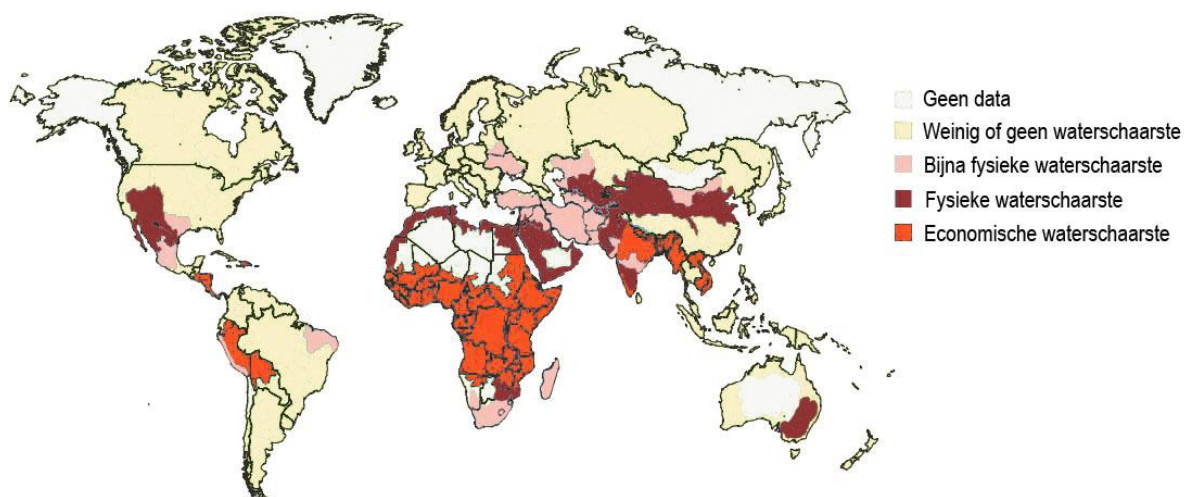 Geen data
Weinig of geen waterschaarste
Bijna fysieke waterschaarste
Fysieke waterschaarste
Economische waterschaarste